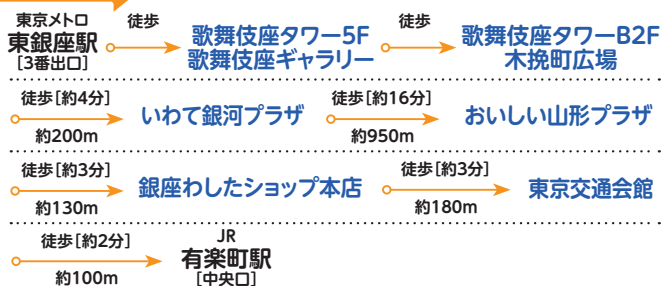 東京メトロ
東銀座駅
[3番出口]
徒歩
歌舞伎座タワー5F
歌舞伎座ギャラリー
徒歩
歌舞伎座タワーB2F
木挽町広場
徒歩[約4分]
約200m
いわて銀河プラザ
徒歩[約16分]
約950m
おいしい山形プラザ
徒歩[約3分]
約130m
銀座わしたショップ本店
徒歩[約3分]
約180m
東京交通会館
徒歩[約2分]
約100m
JR
有楽町駅
[中央口]